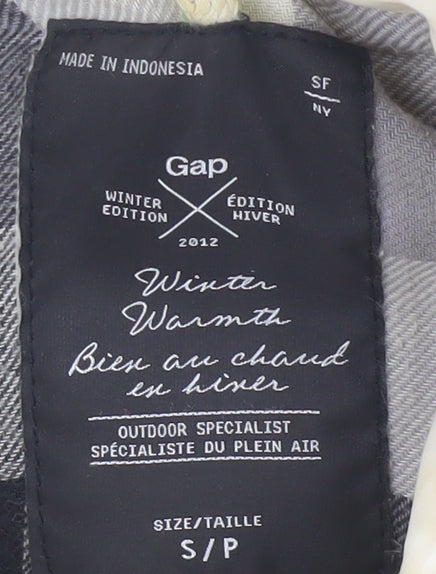 MADE IN INDONESIA
SF
NY
Gap
WINTER EDITION
ÉDITION HIVER
2012
Winter
Warmth
Bien au chaud
en hiver
OUTDOOR SPECIALIST
SPÉCIALISTE DU PLEIN AIR
SIZE/TAILLE
S/P